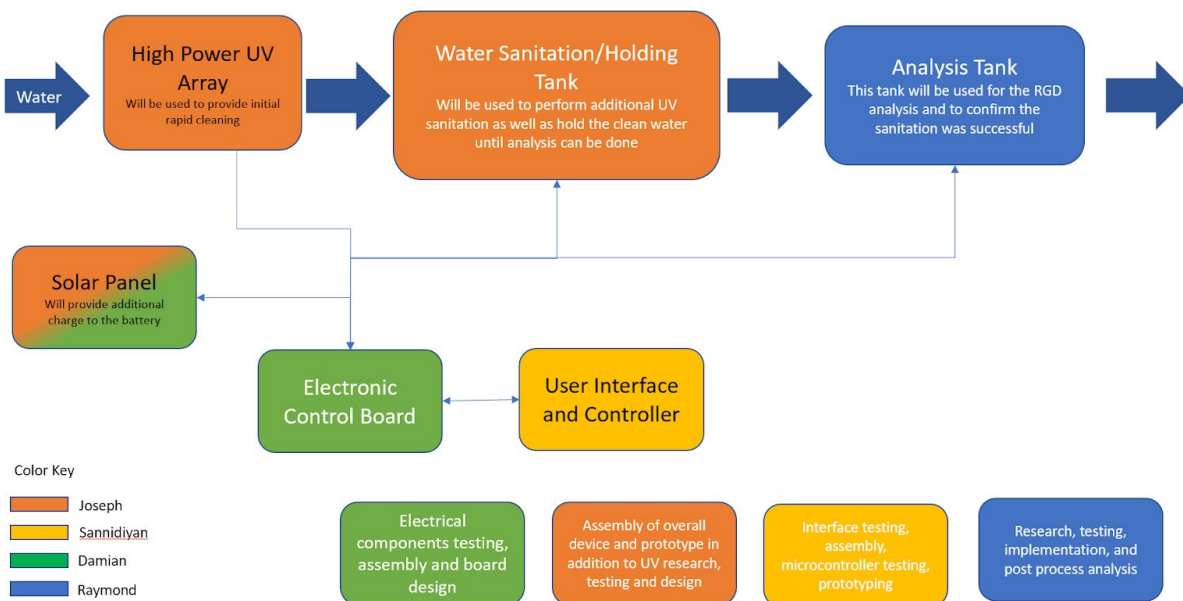 Water
High Power UV
Array
Will be used to provide initial
rapid cleaning
Water Sanitation/Holding
Tank
Will be used to perform additional UV
sanitation as well as hold the clean water
until analysis can be done
Analysis Tank
This tank will be used for the RGD
analysis and to confirm the
sanitation was successful
Solar Panel
Will provide additional
charge to the battery
Electronic
Control Board
User Interface
and Controller
Color Key
Joseph
Sannidiyan
Damian
Raymond
Electrical
components testing,
assembly and board
design
Assembly of overall
device and prototype in
addition to UV research,
testing and design
Interface testing,
assembly,
microcontroller testing,
prototyping
Research, testing,
implementation, and
post process analysis